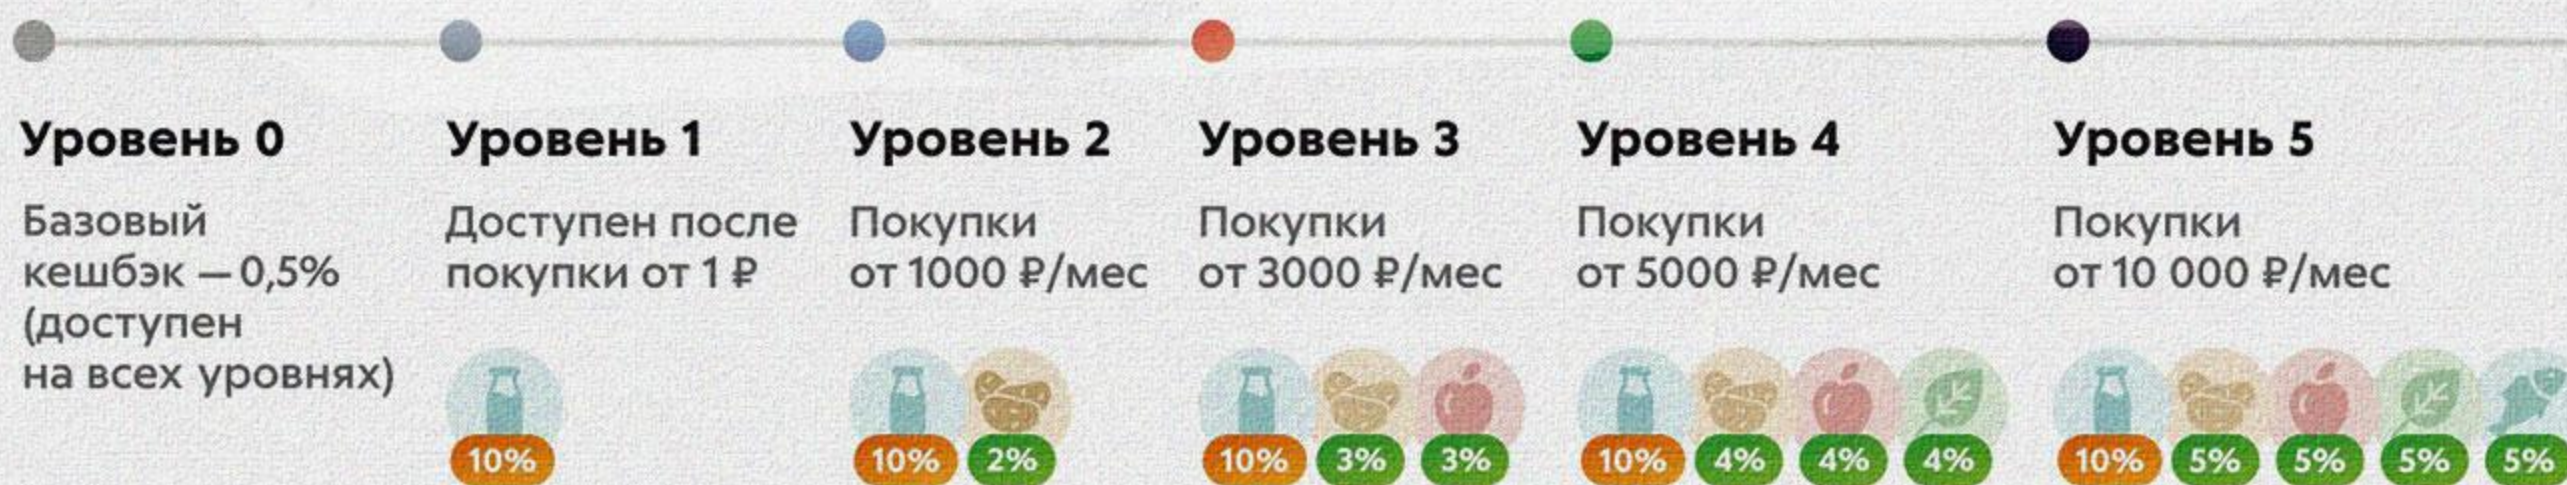 Уровень 0
Базовый
кешбэк — 0,5%
(доступен
на всех уровнях)
Уровень 1
Доступен после
покупки от 1 ₽
10%
Уровень 2
Покупки
от 1000 ₽/мес
10% 2%
Уровень 3
Покупки
от 3000 ₽/мес
10% 3% 3%
Уровень 4
Покупки
от 5000 ₽/мес
10% 4% 4% 4%
Уровень 5
Покупки
от 10 000 ₽/мес
10% 5% 5% 5% 5%